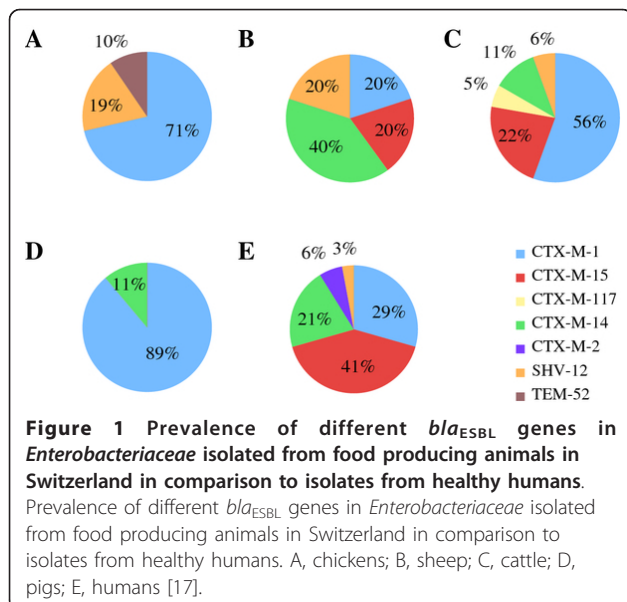 A
10%
19%
71%
B
20%
20%
20%
40%
C
6%
11%
5%
22%
56%
D
11%
89%
E
6%
3%
21%
29%
41%
CTX-M-1
CTX-M-15
CTX-M-117
CTX-M-14
CTX-M-2
SHV-12
TEM-52
Figure 1 Prevalence of different blaESBL genes in
Enterobacteriaceae isolated from food producing animals in
Switzerland in comparison to isolates from healthy humans.
Prevalence of different blaESBL genes in Enterobacteriaceae isolated
from food producing animals in Switzerland in comparison to
isolates from healthy humans. A, chickens; B, sheep; C, cattle; D,
pigs; E, humans [17].